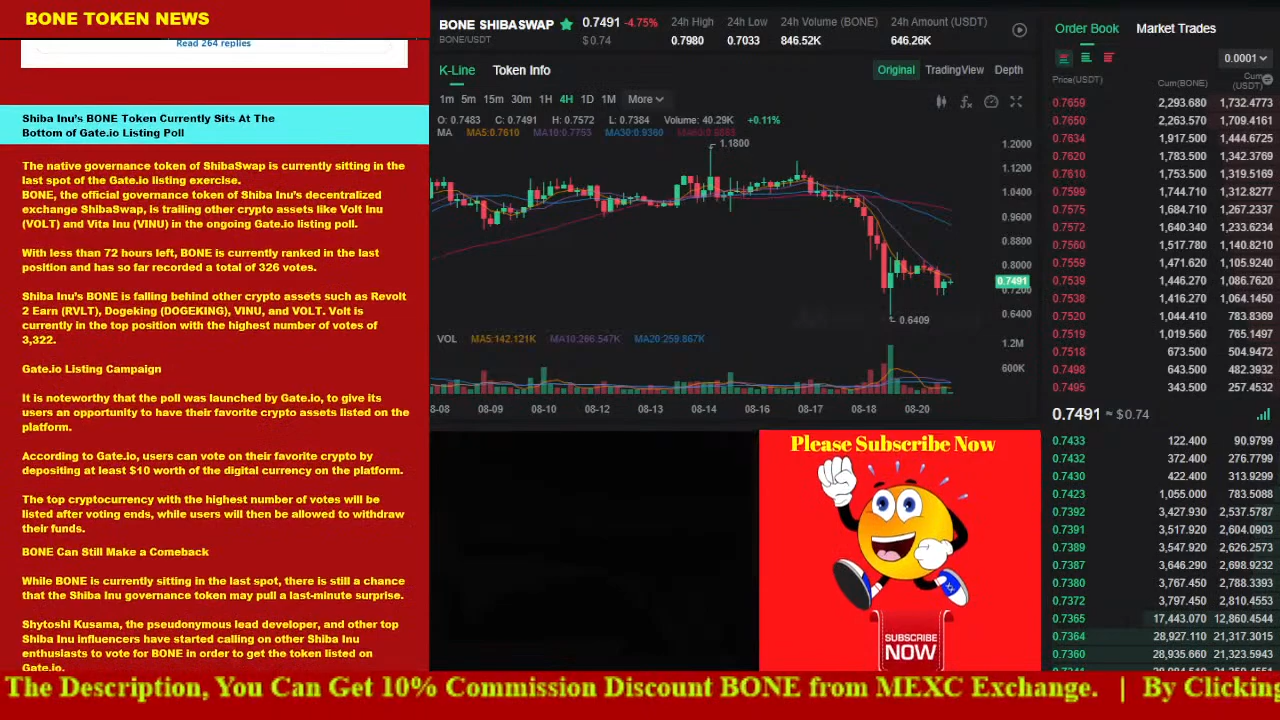 BONE TOKEN NEWS
Read 264 replies
Shiba Inu's BONE Token Currently Sits At The
Bottom of Gate.io Listing Poll
The native governance token of ShibaSwap is currently sitting in the
last spot of the Gate.io listing exercise.
BONE, the official governance token of Shiba Inu's decentralized
exchange ShibaSwap, is trailing other crypto assets like Volt Inu
(VOLT) and Vita Inu (VINU) in the ongoing Gate.io listing poll.
With less than 72 hours left, BONE is currently ranked in the last
position and has so far recorded a total of 326 votes.
Shiba Inu's BONE is falling behind other crypto assets such as Revolt
2 Earn (RVLT), Dogeking (DOGEKING), VINU, and VOLT. Volt is
currently in the top position with the highest number of votes of
3,322.
Gate.io Listing Campaign
It is noteworthy that the poll was launched by Gate.io, to give its
users an opportunity to have their favorite crypto assets listed on the
platform.
According to Gate.io, users can vote on their favorite crypto by
depositing at least $10 worth of the digital currency on the platform.
The top cryptocurrency with the highest number of votes will be
listed after voting ends, while users will then be allowed to withdraw
their funds.
BONE Can Still Make a Comeback
While BONE is currently sitting in the last spot, there is still a chance
that the Shiba Inu governance token may pull a last-minute surprise.
Shytoshi Kusama, the pseudonymous lead developer, and other top
Shiba Inu influencers have started calling on other Shiba Inu
enthusiasts to vote for BONE in order to get the token listed on
Gate.io.
BONE SHIBASWAP 0.7491 -4.75% 24h High 24h Low 24h Volume (BONE) 24h Amount (USDT)
BONE/USDT $ 0.74 0.7980 0.7033 846.52K 646.26K
K-Line Token Info Original TradingView Depth
1m 5m 15m 30m 1H 4H 1D 1M More
O: 0.7483 C: 0.7491 H: 0.7572 L: 0.7384 Volume: 40.29K +0.11%
MA MA5:0.7610 MA10:0.7755 MA30:0.9360
1.1800
1.2000
1.1200
1.0400
0.9600
0.8800
0.8000
0.7491
0.7200
0.6400
0.6409
VOL MA5:142.121K MA10:266.547K MA20:259.867K
1.2M
600K
8-08 08-09 08-10 08-12 08-13 08-14 08-16 08-17 08-18 08-20
Please Subscribe Now
SUBSCRIBE
NOW
Order Book Market Trades
0.0001
Price(USDT) Cum(BONE) Cum
(USDT)
0.7659 2,293.680 1,732.4773
0.7650 2,263.570 1,709.4161
0.7634 1,917.500 1,444.6725
0.7620 1,783.500 1,342.3769
0.7610 1,753.500 1,319.5169
0.7599 1,744.710 1,312.8277
0.7575 1,684.710 1,267.2337
0.7572 1,640.340 1,233.6234
0.7560 1,517.780 1,140.8210
0.7559 1,471.620 1,105.9240
0.7539 1,446.270 1,086.7620
0.7538 1,416.270 1,064.1450
0.7520 1,044.410 783.8369
0.7519 1,019.560 765.1497
0.7518 673.500 504.9472
0.7498 643.500 482.3932
0.7495 343.500 257.4532
0.7491 ≈ $0.74
0.7433 122.400 90.9799
0.7432 372.400 276.7799
0.7430 422.400 313.9299
0.7423 1,055.000 783.5088
0.7392 3,427.930 2,537.5787
0.7391 3,517.920 2,604.0903
0.7389 3,547.920 2,626.2573
0.7387 3,646.290 2,698.9232
0.7380 3,767.450 2,788.3393
0.7372 3,797.450 2,810.4553
0.7365 17,443.070 12,860.4544
0.7364 28,927.110 21,317.3015
0.7360 28,935.660 21,323.5943
The Description, You Can Get 10% Commission Discount BONE from MEXC Exchange. | By Clicking